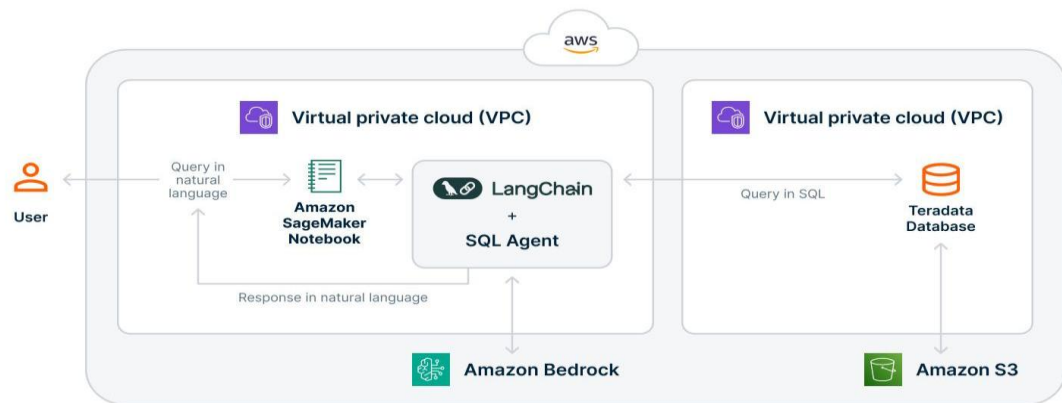 aws
Virtual private cloud (VPC)
Virtual private cloud (VPC)
Query in
natural
language
User
Amazon
SageMaker
Notebook
LangChain
+
SQL Agent
Query in SQL
Teradata
Database
Response in natural language
Amazon Bedrock
Amazon S3